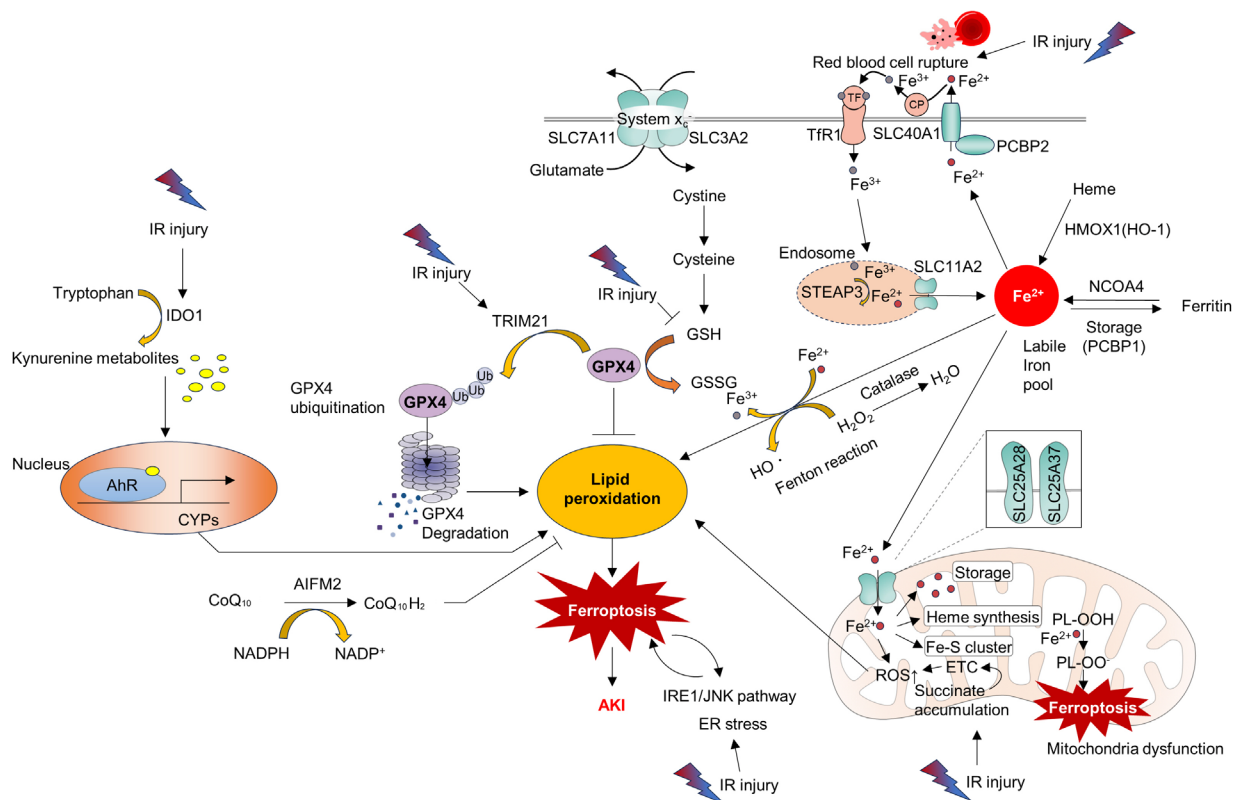 IR injury
Red blood cell rupture
Fe3+
Fe2+
TF
CP
System xc-
SLC7A11
SLC3A2
TfR1
SLC40A1
PCBP2
Glutamate
Fe3+
Fe2+
Cystine
Heme
IR injury
HMOX1(HO-1)
Endosome
SLC11A2
Cysteine
IR injury
Fe3+
STEAP3
Fe2+
Fe2+
NCOA4
Ferritin
Storage
(PCBP1)
Tryptophan
IDO1
IR injury
TRIM21
GSH
Labile
Iron
pool
Kynurenine metabolites
GPX4
Fe2+
Catalase
H2O
GPX4
ubiquitination
Ub
Ub
Ub
GPX4
GSSG
Fe3+
H2O2
HO·
Fenton reaction
Nucleus
AhR
CYPs
Lipid
peroxidation
GPX4
Degradation
SLC25A28
SLC25A37
Fe2+
AIFM2
CoQ10
CoQ10H2
NADPH
NADP+
Ferroptosis
Storage
Fe2+
Heme synthesis
PL-OOH
Fe2+
Fe-S cluster
PL-OO·
ROS↑
ETC
Succinate
accumulation
Ferroptosis
AKI
IRE1/JNK pathway
ER stress
Mitochondria dysfunction
IR injury
IR injury